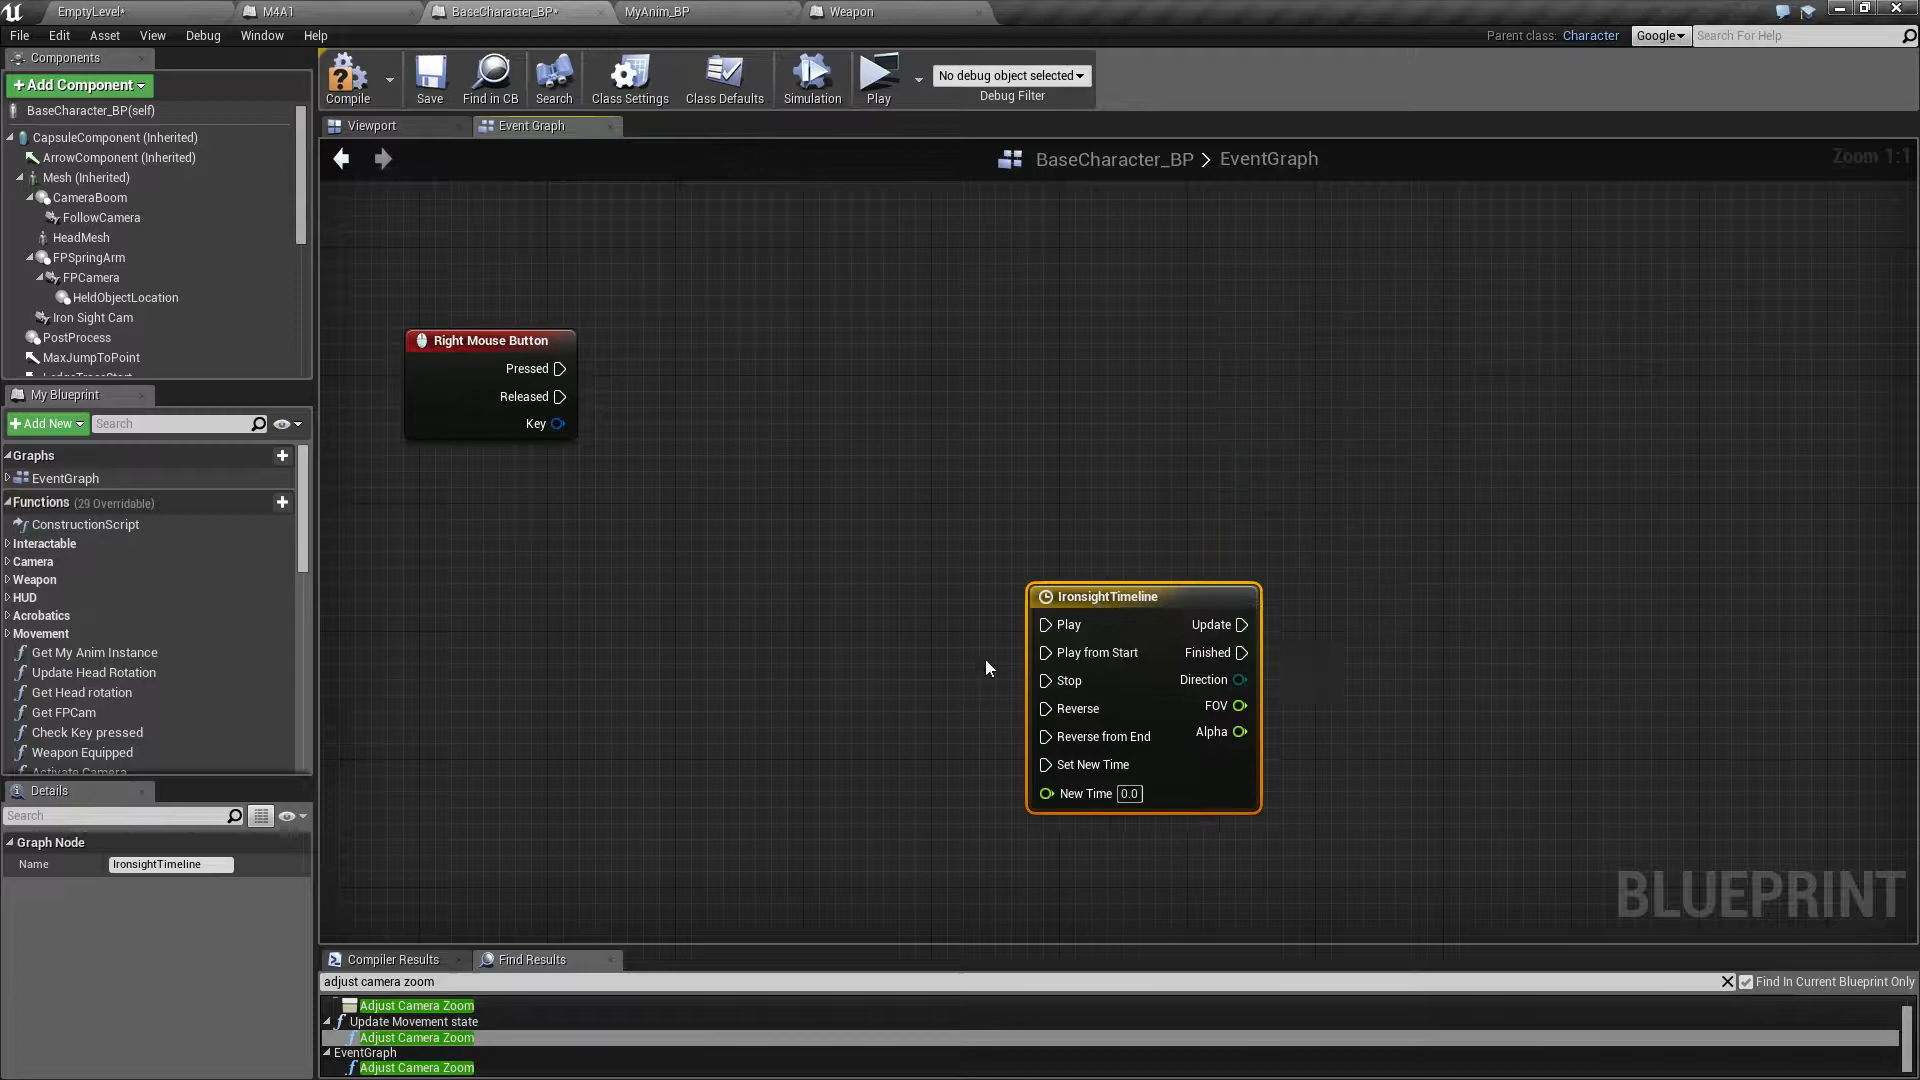 EmptyLevel*
M4A1
BaseCharacter_BP*
MyAnim_BP
Weapon
File Edit Asset View Debug Window Help
Parent class: Character
Google
Search For Help
Components
+Add Component
BaseCharacter_BP(self)
CapsuleComponent (Inherited)
ArrowComponent (Inherited)
Mesh (Inherited)
CameraBoom
FollowCamera
HeadMesh
FPSpringArm
FPCamera
HeldObjectLocation
Iron Sight Cam
PostProcess
MaxJumpToPoint
Compile
Save
Find in CB
Search
Class Settings
Class Defaults
Simulation
Play
No debug object selected
Debug Filter
Viewport
Event Graph
BaseCharacter_BP > EventGraph
Zoom 1:1
Right Mouse Button
Pressed
Released
Key
IronsightTimeline
Play
Play from Start
Stop
Reverse
Reverse from End
Set New Time
New Time 0.0
Update
Finished
Direction
FOV
Alpha
BLUEPRINT
My Blueprint
+Add New
Search
Graphs
EventGraph
Functions (29 Overridable)
ConstructionScript
Interactable
Camera
Weapon
HUD
Acrobatics
Movement
Get My Anim Instance
Update Head Rotation
Get Head rotation
Get FPCam
Check Key pressed
Weapon Equipped
Activate Camera
Details
Search
Graph Node
Name IronsightTimeline
Compiler Results
Find Results
adjust camera zoom
Find In Current Blueprint Only
Adjust Camera Zoom
Update Movement state
Adjust Camera Zoom
EventGraph
Adjust Camera Zoom